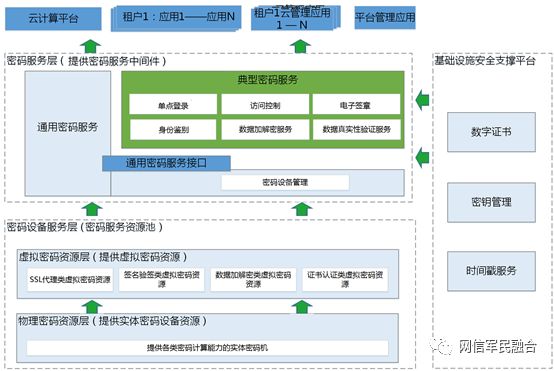 云计算平台
租户1：应用1——应用N
租户1云管理应用
1 — N
平台管理应用
密码服务层（提供密码服务中间件）
通用密码服务
典型密码服务
单点登录
访问控制
电子签章
身份鉴别
数据加解密服务
数据真实性验证服务
通用密码服务接口
密码设备管理
密码设备服务层（密码服务资源池）
虚拟密码资源层（提供虚拟密码资源）
SSL代理类虚拟密码资源
签名验签类虚拟密码资
源
数据加解密类虚拟密码
资源
证书认证类虚拟密码资
源
物理密码资源层（提供实体密码设备资源）
提供各类密码计算能力的实体密码机
基础设施安全支撑平台
数字证书
密钥管理
时间戳服务
网信军民融合